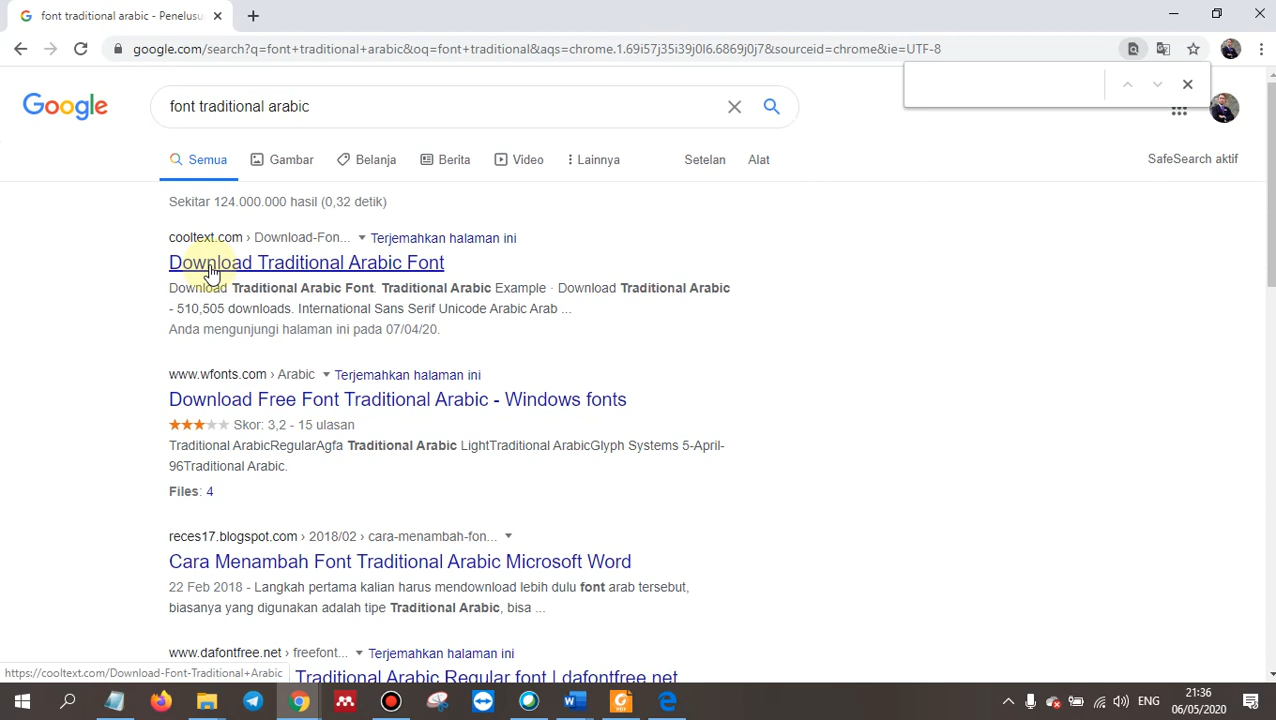 font traditional arabic - Penelusu
google.com/search?q=font+traditional+arabic&oq=font+traditional&aqs=chrome.1.69i57j35i39j0l6.6869j0j7&sourceid=chrome&ie=UTF-8
Google
font traditional arabic
Semua Gambar Belanja Berita Video Lainnya Setelan Alat SafeSearch aktif
Sekitar 124.000.000 hasil (0,32 detik)
cooltext.com › Download-Fon... Terjemahkan halaman ini
Download Traditional Arabic Font
Download Traditional Arabic Font. Traditional Arabic Example · Download Traditional Arabic
- 510,505 downloads. International Sans Serif Unicode Arabic Arab ...
Anda mengunjungi halaman ini pada 07/04/20.
www.wfonts.com › Arabic Terjemahkan halaman ini
Download Free Font Traditional Arabic - Windows fonts
Skor: 3,2 - 15 ulasan
Traditional ArabicRegularAgfa Traditional Arabic LightTraditional ArabicGlyph Systems 5-April-
96Traditional Arabic.
Files: 4
reces17.blogspot.com › 2018/02 › cara-menambah-fon...
Cara Menambah Font Traditional Arabic Microsoft Word
22 Feb 2018 - Langkah pertama kalian harus mendownload lebih dulu font arab tersebut,
biasanya yang digunakan adalah tipe Traditional Arabic, bisa ...
www.dafontfree.net › freefont... Terjemahkan halaman ini
Traditional Arabic Regular font | dafontfree.net
https://cooltext.com/Download-Font-Traditional+Arabic
ENG
21:36
06/05/2020